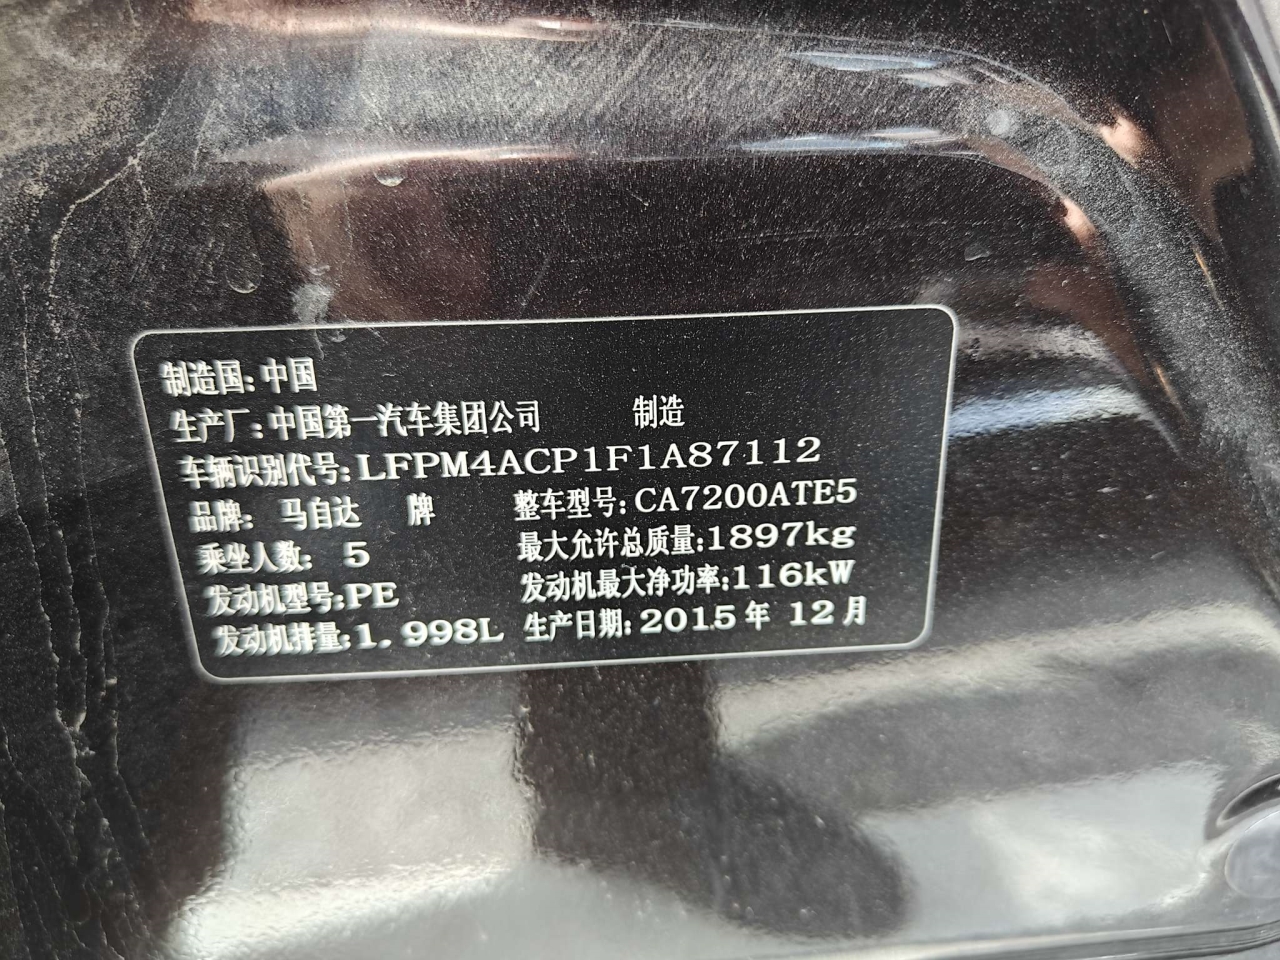 制造国:中国
生产厂:中国第一汽车集团公司 制造
车辆识别代号:LFPM4ACP1F1A87112
品牌: 马自达 牌 整车型号:CA7200ATE5
乘坐人数: 5 最大允许总质量:1897kg
发动机型号:PE 发动机最大净功率:116kW
发动机排量:1.998L 生产日期:2015年 12月